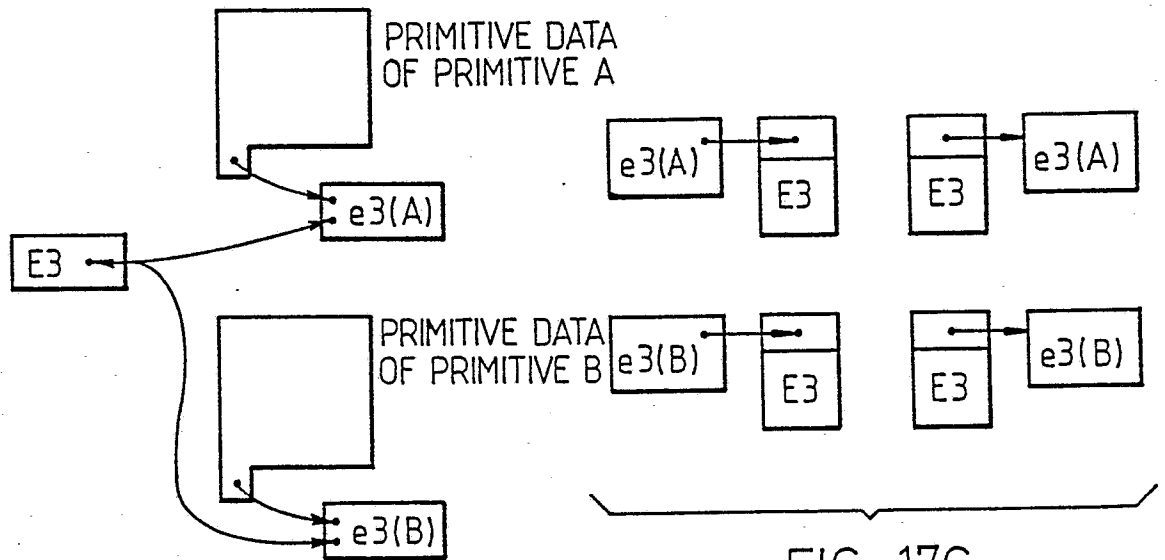 PRIMITIVE DATA
OF PRIMITIVE A
e3(A)
E3
PRIMITIVE DATA
OF PRIMITIVE B
e3(B)
e3(A)
E3
E3
e3(A)
e3(B)
E3
E3
e3(B)